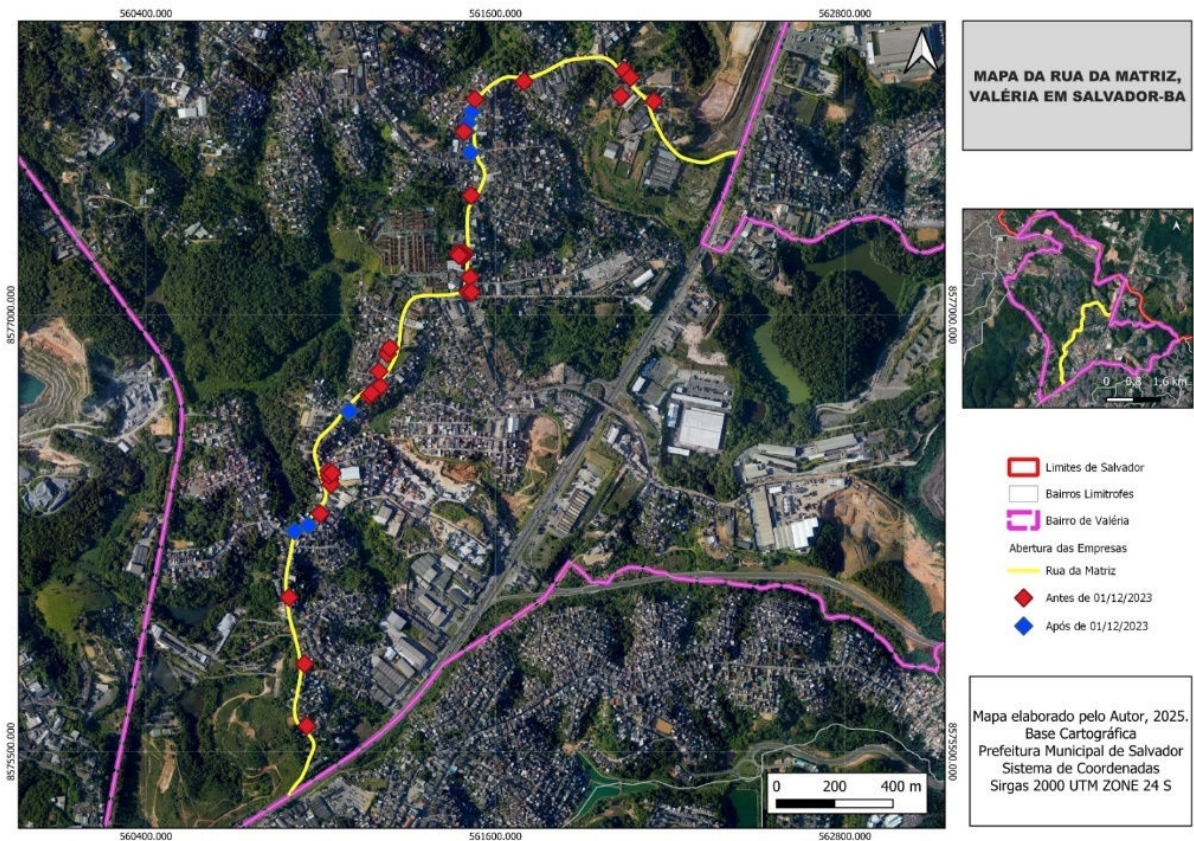 560400.000
561600.000
562800.000
8577000.000
8577000.000
8575500.000
8575500.000
0 200 400 m
560400.000
561600.000
562800.000
MAPA DA RUA DA MATRIZ,
VALÉRIA EM SALVADOR-BA
0 0,8 1,6 km
Limites de Salvador
Bairros Limitrofes
Bairro de Valéria
Abertura das Empresas
Rua da Matriz
Antes de 01/12/2023
Após de 01/12/2023
Mapa elaborado pelo Autor, 2025.
Base Cartográfica
Prefeitura Municipal de Salvador
Sistema de Coordenadas
Sirgas 2000 UTM ZONE 24 S